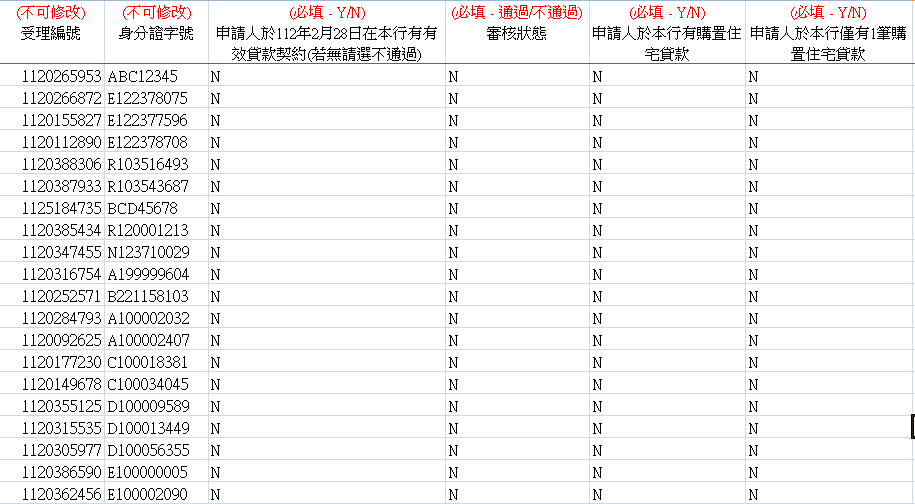 (不可修改) (不可修改) (必填 - Y/N) (必填 - 通過/不通過) (必填 - Y/N) (必填 - Y/N)
受理編號 身分證字號 申請人於112年2月28日在本行有有 審核狀態 申請人於本行有購置住 申請人於本行僅有1筆購
效貸款契約(若無請選不通過) 宅貸款 置住宅貸款
1120265953 ABC12345 N N N N
1120266872 E122378075 N N N N
1120155827 E122377596 N N N N
1120112890 E122378708 N N N N
1120388306 R103516493 N N N N
1120387933 R103543687 N N N N
1125184735 BCD45678 N N N N
1120385434 R120001213 N N N N
1120347455 N123710029 N N N N
1120316754 A199999604 N N N N
1120252571 B221158103 N N N N
1120284793 A100002032 N N N N
1120092625 A100002407 N N N N
1120177230 C100018381 N N N N
1120149678 C100034045 N N N N
1120355125 D100009589 N N N N
1120315535 D100013449 N N N N
1120305977 D100056355 N N N N
1120386590 E100000005 N N N N
1120362456 E100002090 N N N N